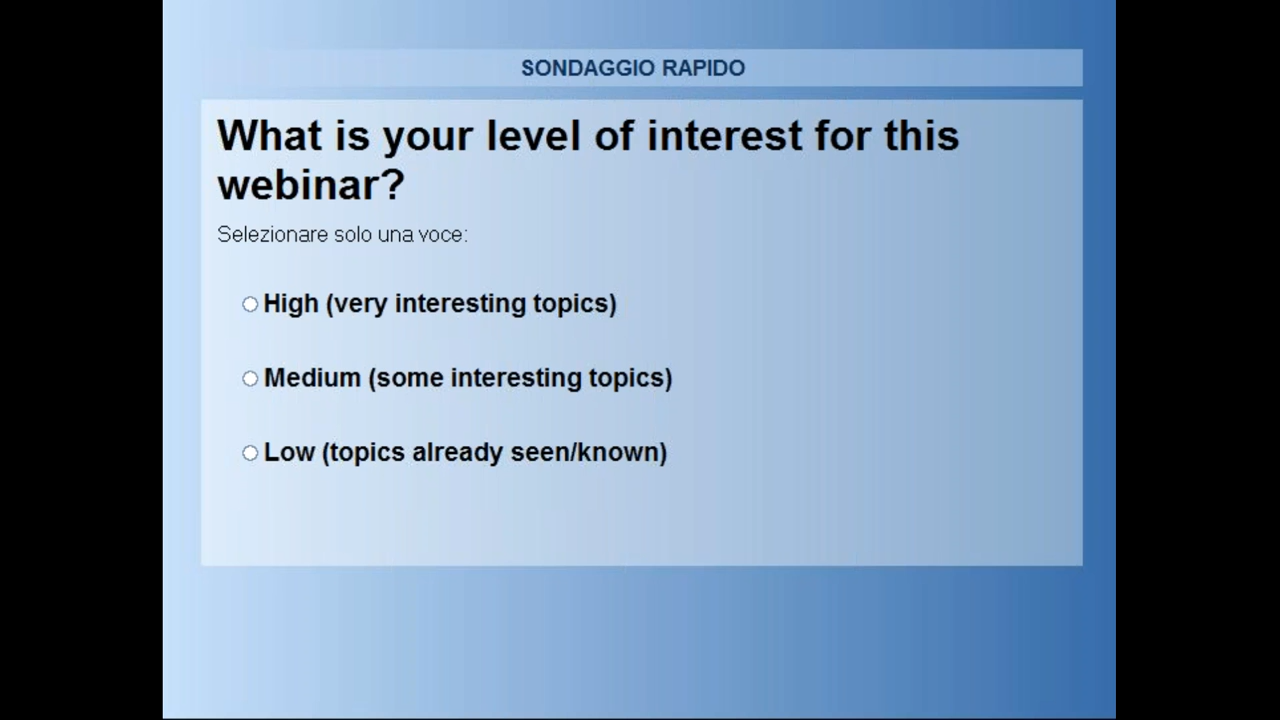 SONDAGGIO RAPIDO
What is your level of interest for this
webinar?
Selezionare solo una voce:
High (very interesting topics)
Medium (some interesting topics)
Low (topics already seen/known)